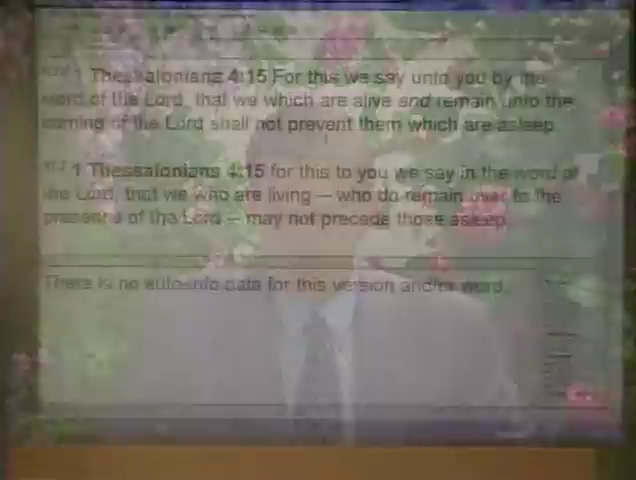 1 Thessalonians 4:15 For this we say unto you by the
word of the Lord, that we which are alive and remain unto the
coming of the Lord shall not prevent them which are asleep.
1 Thessalonians 4:15 for this to you we say in the word of
the Lord, that we who are living -- who do remain over to the
presence of the Lord -- may not precede those asleep,
There is no auto-info data for this version and/or word.